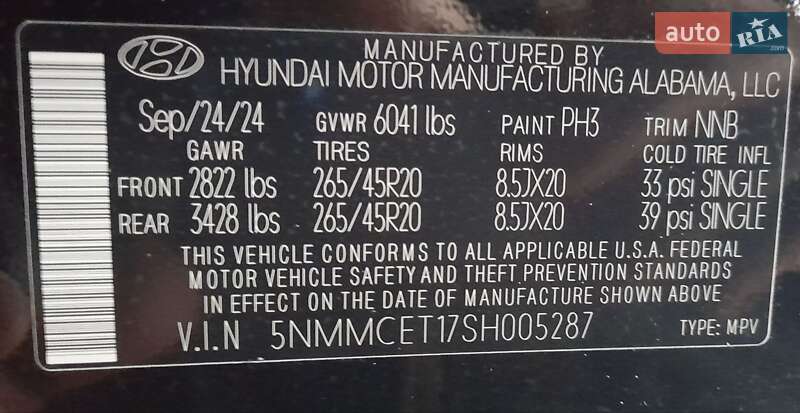 auto RIA.com
MANUFACTURED BY
HYUNDAI MOTOR MANUFACTURING ALABAMA, LLC
Sep/24/24 GVWR 6041 lbs PAINT PH3 TRIM NNB
GAWR TIRES RIMS COLD TIRE INFL
FRONT 2822 lbs 265/45R20 8.5JX20 33 psi SINGLE
REAR 3428 lbs 265/45R20 8.5JX20 39 psi SINGLE
THIS VEHICLE CONFORMS TO ALL APPLICABLE U.S.A. FEDERAL
MOTOR VEHICLE SAFETY AND THEFT PREVENTION STANDARDS
IN EFFECT ON THE DATE OF MANUFACTURE SHOWN ABOVE
V.I.N 5NMMCET17SH005287 TYPE: MPV